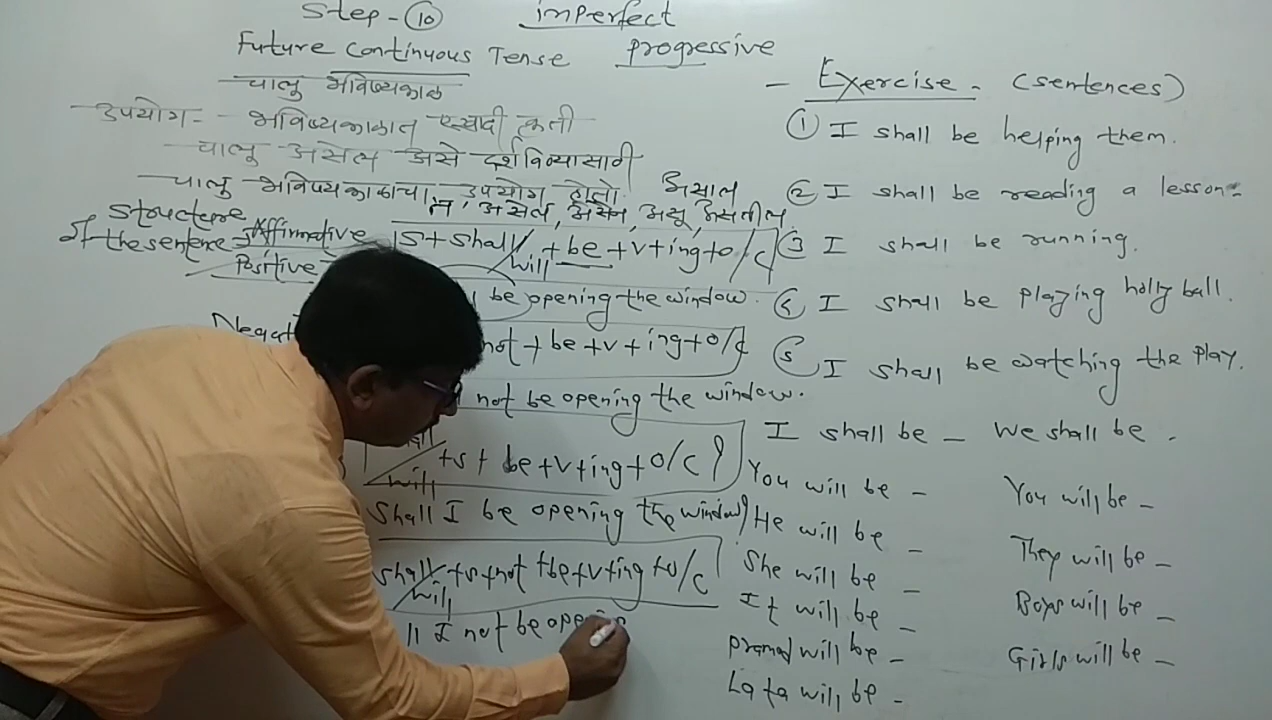 Step - 10 imperfect
Future Continuous Tense progressive
चालु भविष्यकाळ
उपयोग:- भविष्यकाळात एखादी कृती
चालु असेल असे दर्शविण्यासाठी
चालु भविष्यकाळाचा उपयोग होतो.
त, असेल, असेन, असू, असतील,
Structure
of the sentence Affirmative S + shall / will + be + v + ing + o/c
Positive
be opening the window.
not + be + v + ing + o/c
not be opening the window.
will + s + be + v + ing + o/c ?
Shall I be opening the window?
shall / will + s + not + be + v + ing + o/c
ll I not be openin
- Exercise - (sentences)
① I shall be helping them.
② I shall be reading a lesson.
③ I shall be running.
④ I shall be playing holly ball.
⑤ I shall be watching the play.
I shall be - We shall be -
You will be - You will be -
He will be - They will be -
She will be - Boys will be -
It will be - Girls will be -
Pramod will be -
Lata will be -